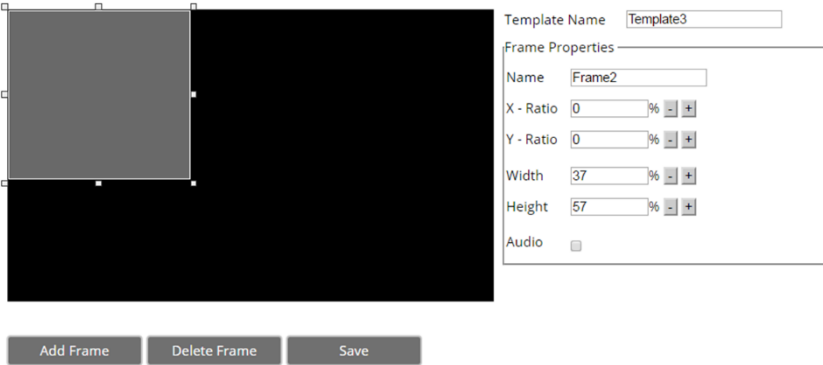 Template Name Template3
Frame Properties
Name Frame2
X - Ratio 0 % - +
Y - Ratio 0 % - +
Width 37 % - +
Height 57 % - +
Audio
Add Frame Delete Frame Save